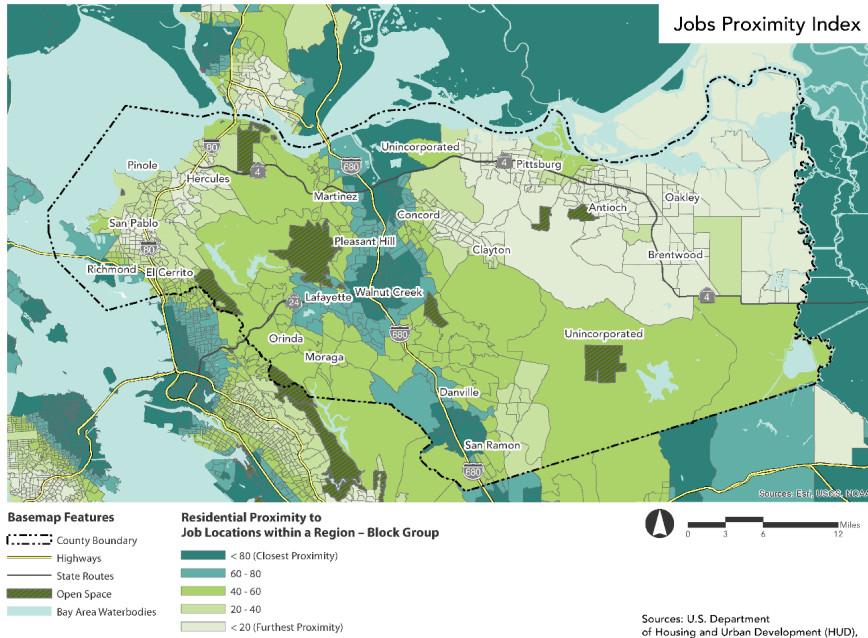 Jobs Proximity Index
Unincorporated
80
4
680
4
Pittsburg
Pinole
Hercules
Martinez
Oakley
Antioch
Concord
San Pablo
Pleasant Hill
Clayton
80
Brentwood
Richmond
El Cerrito
24
Lafayette
Walnut Creek
4
Orinda
680
Unincorporated
Moraga
Danville
San Ramon
680
Sources: Esri, USGS, NOAA
Basemap Features
County Boundary
Highways
State Routes
Open Space
Bay Area Waterbodies
Residential Proximity to
Job Locations within a Region – Block Group
< 80 (Closest Proximity)
60 - 80
40 - 60
20 - 40
< 20 (Furthest Proximity)
Miles
0 3 6 12
Sources: U.S. Department
of Housing and Urban Development (HUD),